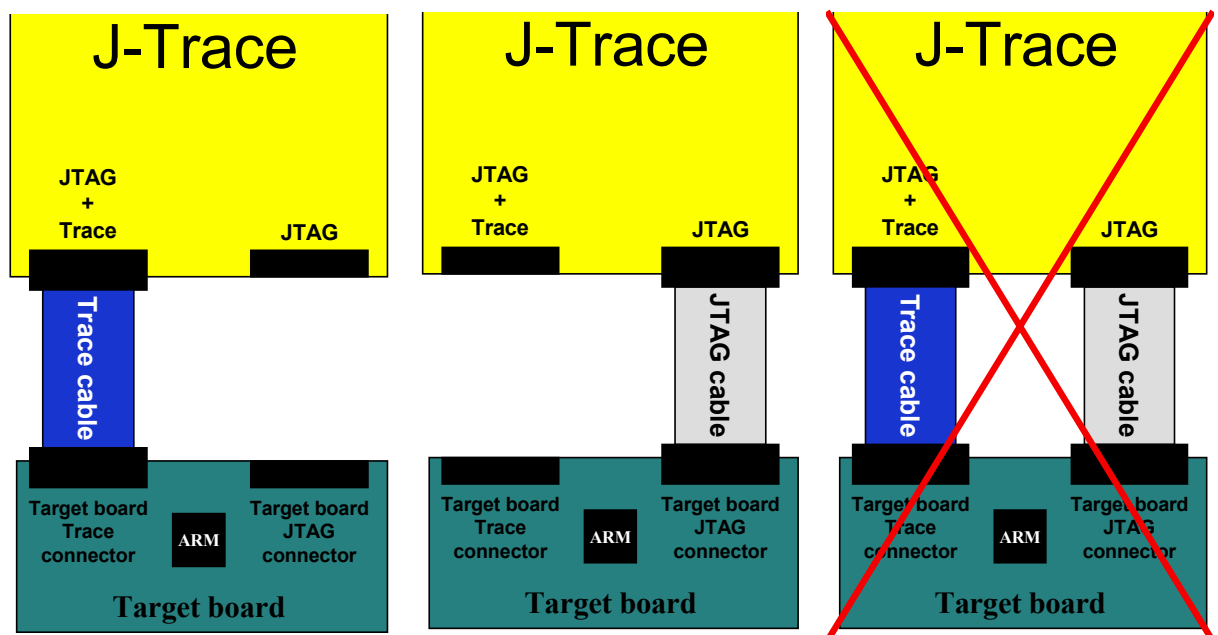 J-Trace
JTAG
+
Trace
JTAG
Trace cable
Target board
Trace
connector
ARM
Target board
JTAG
connector
Target board
J-Trace
JTAG
+
Trace
JTAG
JTAG cable
Target board
Trace
connector
ARM
Target board
JTAG
connector
Target board
J-Trace
JTAG
+
Trace
JTAG
Trace cable
JTAG cable
Target board
Trace
connector
ARM
Target board
JTAG
connector
Target board